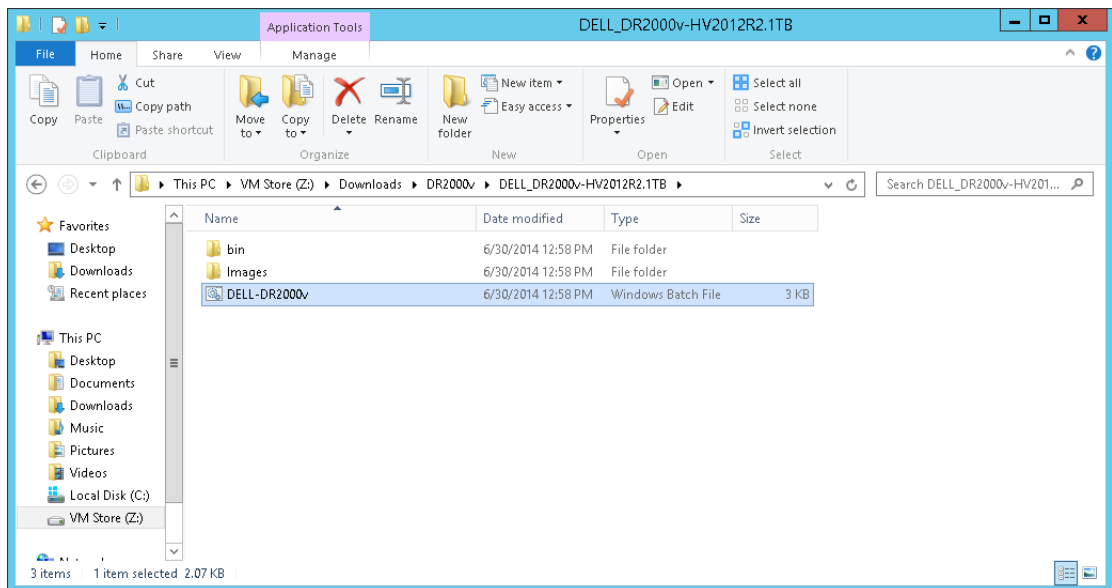 Application Tools
DELL_DR2000v-HV2012R2.1TB
File Home Share View Manage
Copy
Paste
Cut
Copy path
Paste shortcut
Clipboard
Move to
Copy to
Delete
Rename
Organize
New folder
New item
Easy access
New
Properties
Open
Edit
Open
Select all
Select none
Invert selection
Select
This PC VM Store (Z:) Downloads DR2000v DELL_DR2000v-HV2012R2.1TB
Search DELL_DR2000v-HV201...
Favorites
Desktop
Downloads
Recent places
This PC
Desktop
Documents
Downloads
Music
Pictures
Videos
Local Disk (C:)
VM Store (Z:)
Name Date modified Type Size
bin 6/30/2014 12:58 PM File folder
Images 6/30/2014 12:58 PM File folder
DELL-DR2000v 6/30/2014 12:58 PM Windows Batch File 3 KB
3 items 1 item selected 2.07 KB